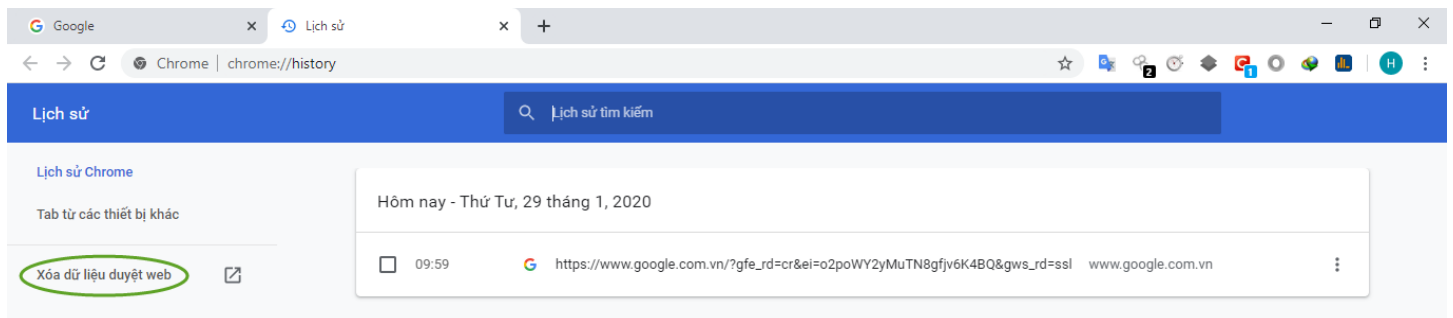 Google
Lịch sử
Chrome | chrome://history
2
1
H
Lịch sử
Lịch sử tìm kiếm
Lịch sử Chrome
Tab từ các thiết bị khác
Xóa dữ liệu duyệt web
Hôm nay - Thứ Tư, 29 tháng 1, 2020
09:59 https://www.google.com.vn/?gfe_rd=cr&ei=o2poWY2yMuTN8gfjv6K4BQ&gws_rd=ssl www.google.com.vn